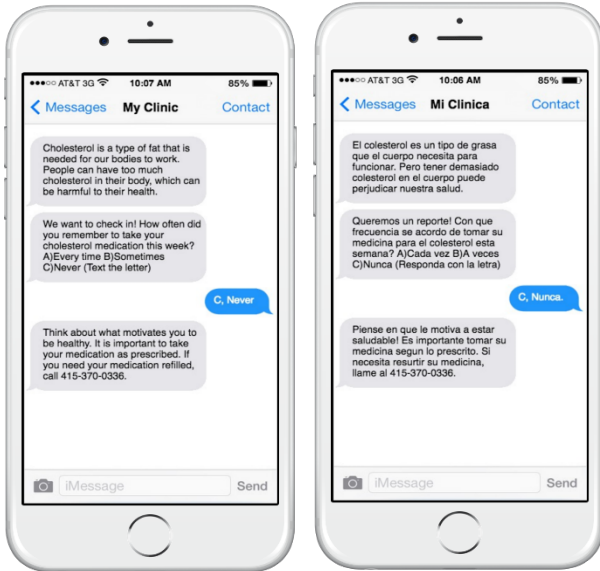 AT&T 3G 10:07 AM 85%
Messages My Clinic Contact
Cholesterol is a type of fat that is
needed for our bodies to work.
People can have too much
cholesterol in their body, which can
be harmful to their health.
We want to check in! How often did
you remember to take your
cholesterol medication this week?
A)Every time B)Sometimes
C)Never (Text the letter)
C, Never
Think about what motivates you to
be healthy. It is important to take
your medication as prescribed. If
you need your medication refilled,
call 415-370-0336.
iMessage Send
AT&T 3G 10:06 AM 85%
Messages Mi Clinica Contact
El colesterol es un tipo de grasa
que el cuerpo necesita para
funcionar. Pero tener demasiado
colesterol en el cuerpo puede
perjudicar nuestra salud.
Queremos un reporte! Con que
frecuencia se acordo de tomar su
medicina para el colesterol esta
semana? A)Cada vez B)A veces
C)Nunca (Responda con la letra)
C, Nunca.
Piense en que le motiva a estar
saludable! Es importante tomar su
medicina segun lo prescrito. Si
necesita resurtir su medicina,
llame al 415-370-0336.
iMessage Send